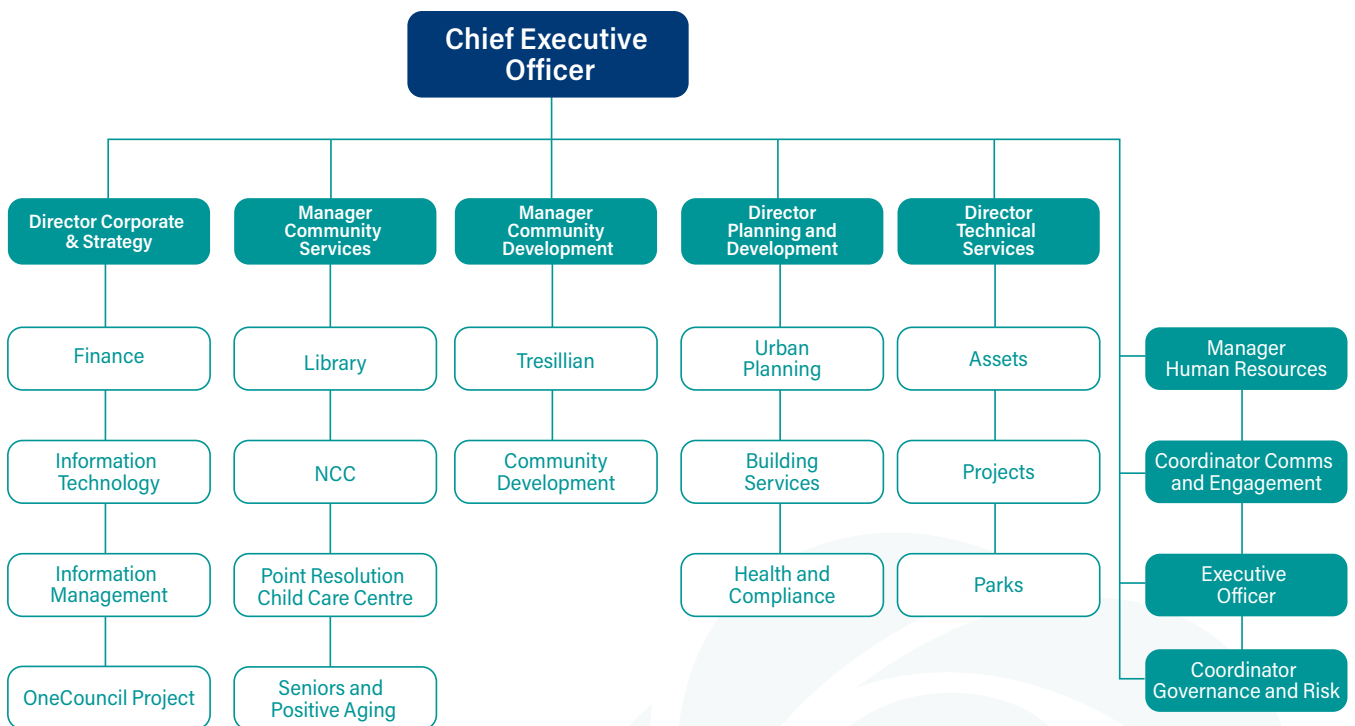 Chief Executive
Officer
Director Corporate
& Strategy
Manager
Community
Services
Manager
Community
Development
Director
Planning and
Development
Director
Technical
Services
Finance
Library
Tresillian
Urban
Planning
Assets
Manager
Human Resources
Information
Technology
NCC
Community
Development
Building
Services
Projects
Coordinator Comms
and Engagement
Information
Management
Point Resolution
Child Care Centre
Health and
Compliance
Parks
Executive
Officer
OneCouncil Project
Seniors and
Positive Aging
Coordinator
Governance and Risk